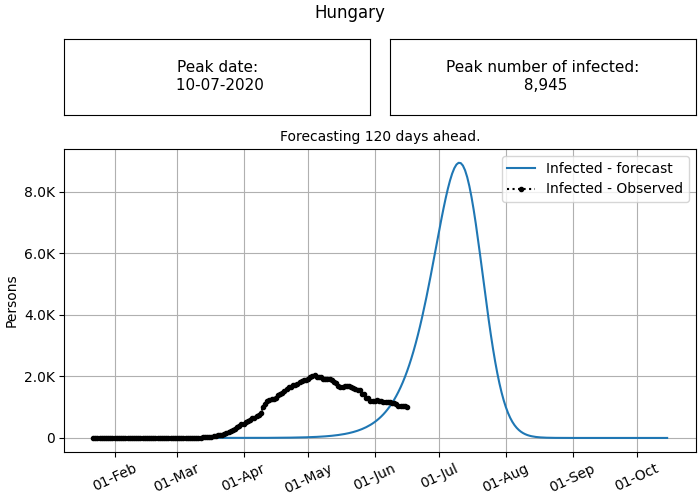 Hungary
Peak date:
10-07-2020
Peak number of infected:
8,945
Forecasting 120 days ahead.
Infected - forecast
Infected - Observed
8.0K
6.0K
4.0K
2.0K
0
Persons
01-Feb
01-Mar
01-Apr
01-May
01-Jun
01-Jul
01-Aug
01-Sep
01-Oct